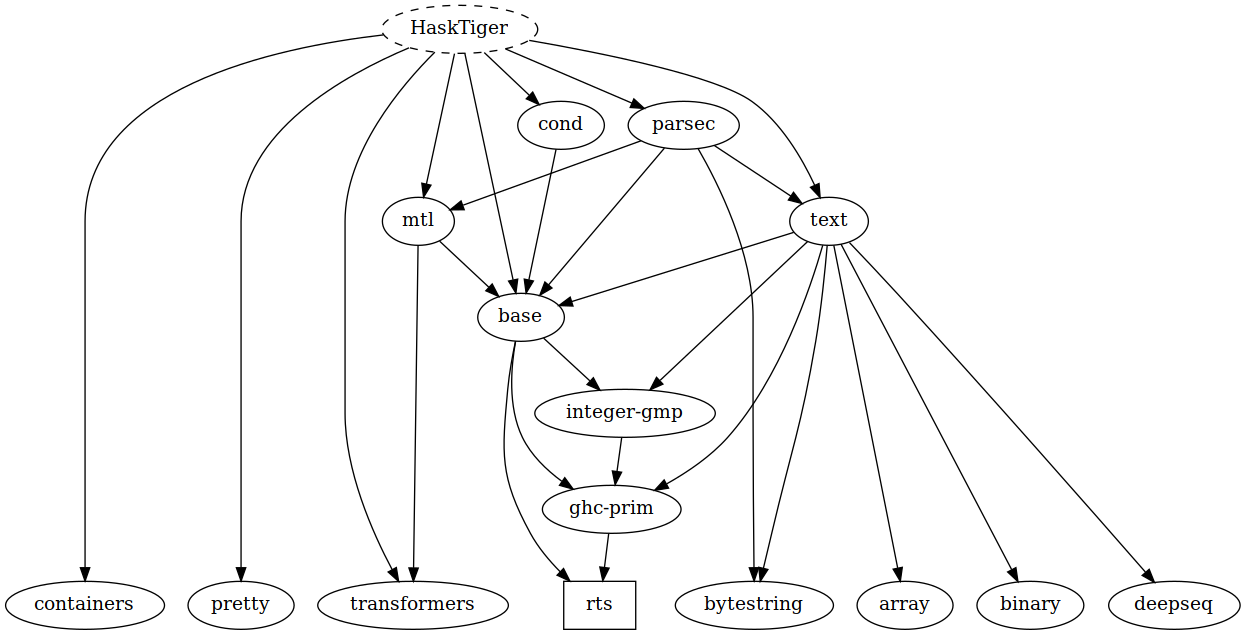 HaskTiger
cond
parsec
mtl
text
base
integer-gmp
ghc-prim
containers
pretty
transformers
rts
bytestring
array
binary
deepseq